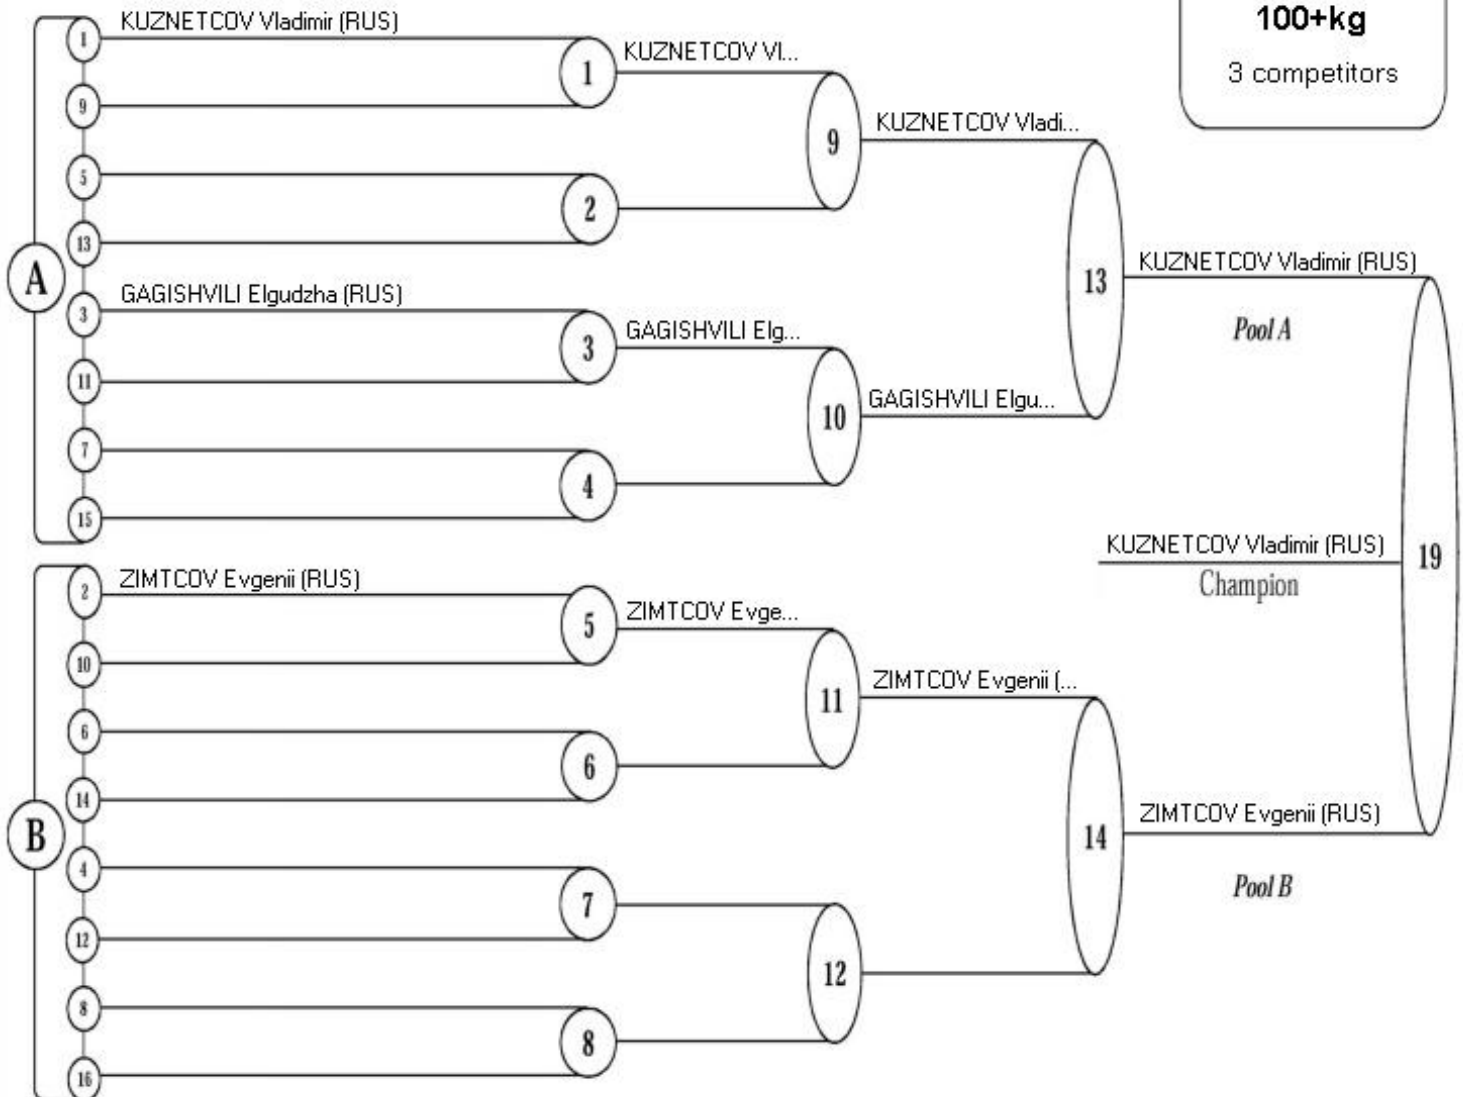 100+kg
3 competitors
A
1
KUZNETCOV Vladimir (RUS)
9
5
13
3
GAGISHVILI Elgudzha (RUS)
11
7
15
1
KUZNETCOV Vl...
2
3
GAGISHVILI Elg...
4
9
KUZNETCOV Vladi...
10
GAGISHVILI Elgu...
13
KUZNETCOV Vladimir (RUS)
Pool A
B
2
ZIMTCOV Evgenii (RUS)
10
6
14
4
12
8
16
5
ZIMTCOV Evge...
6
7
8
11
ZIMTCOV Evgenii (...
12
14
ZIMTCOV Evgenii (RUS)
Pool B
19
KUZNETCOV Vladimir (RUS)
Champion